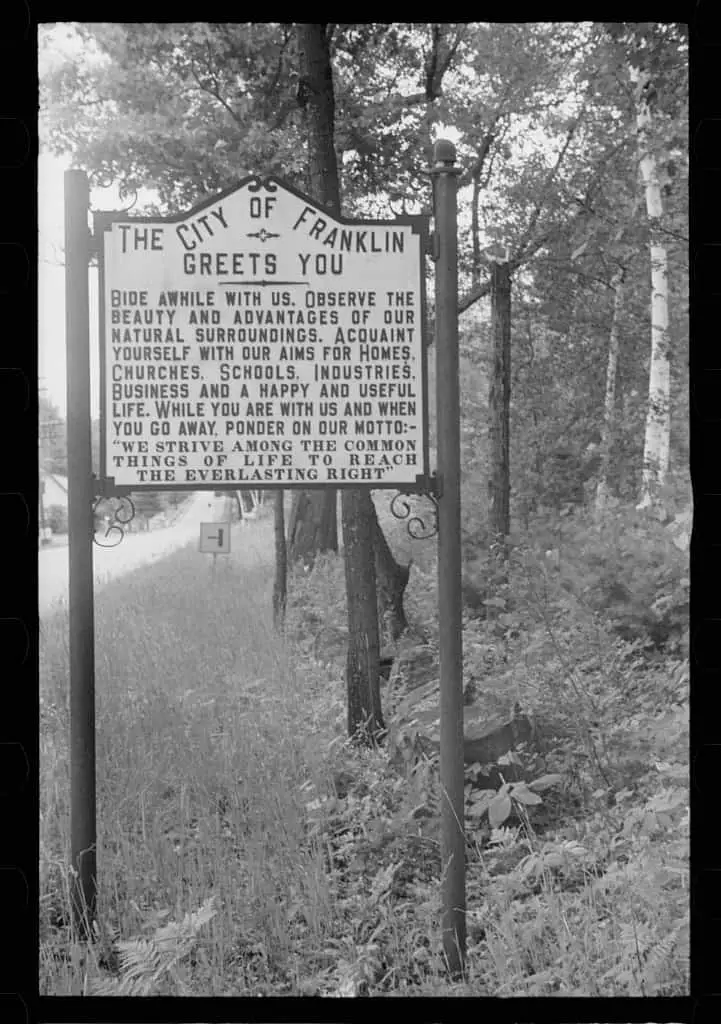 THE CITY OF FRANKLIN
GREETS YOU
BIDE AWHILE WITH US. OBSERVE THE
BEAUTY AND ADVANTAGES OF OUR
NATURAL SURROUNDINGS. ACQUAINT
YOURSELF WITH OUR AIMS FOR HOMES,
CHURCHES, SCHOOLS, INDUSTRIES,
BUSINESS AND A HAPPY AND USEFUL
LIFE. WHILE YOU ARE WITH US AND WHEN
YOU GO AWAY, PONDER ON OUR MOTTO:-
"WE STRIVE AMONG THE COMMON
THINGS OF LIFE TO REACH
THE EVERLASTING RIGHT"